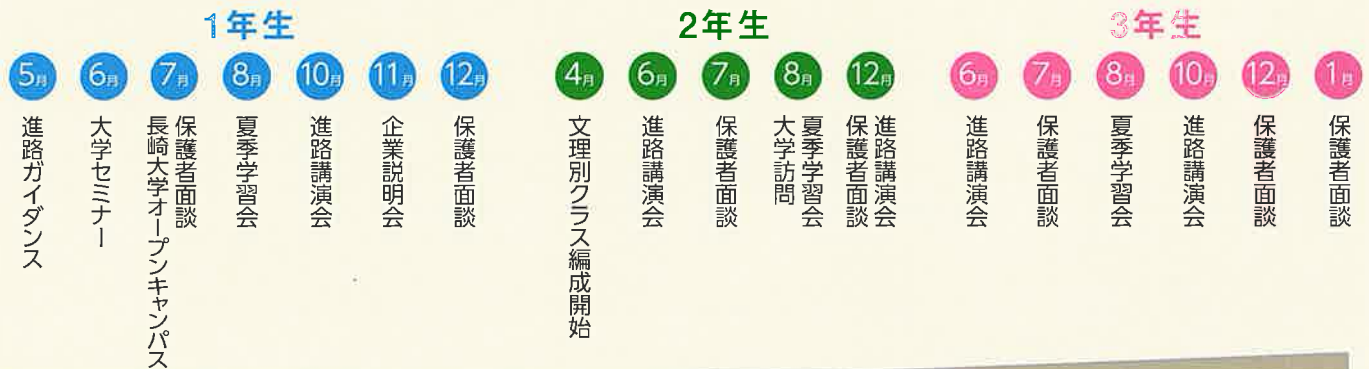 1年生
5月
進路ガイダンス
6月
大学セミナー
7月
保護者面談
長崎大学オープンキャンパス
8月
夏季学習会
10月
進路講演会
11月
企業説明会
12月
保護者面談
2年生
4月
文理別クラス編成開始
6月
進路講演会
7月
保護者面談
8月
夏季学習会
大学訪問
12月
進路講演会
保護者面談
3年生
6月
進路講演会
7月
保護者面談
8月
夏季学習会
10月
進路講演会
12月
保護者面談
1月
保護者面談